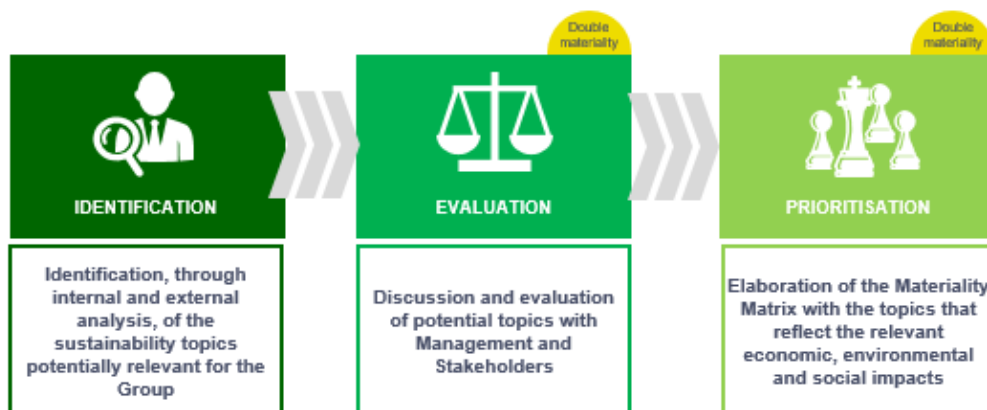 Double
materiality
Double
materiality
IDENTIFICATION
EVALUATION
PRIORITISATION
Identification, through
internal and external
analysis, of the
sustainability topics
potentially relevant for the
Group
Discussion and evaluation
of potential topics with
Management and
Stakeholders
Elaboration of the Materiality
Matrix with the topics that
reflect the relevant
economic, environmental
and social impacts